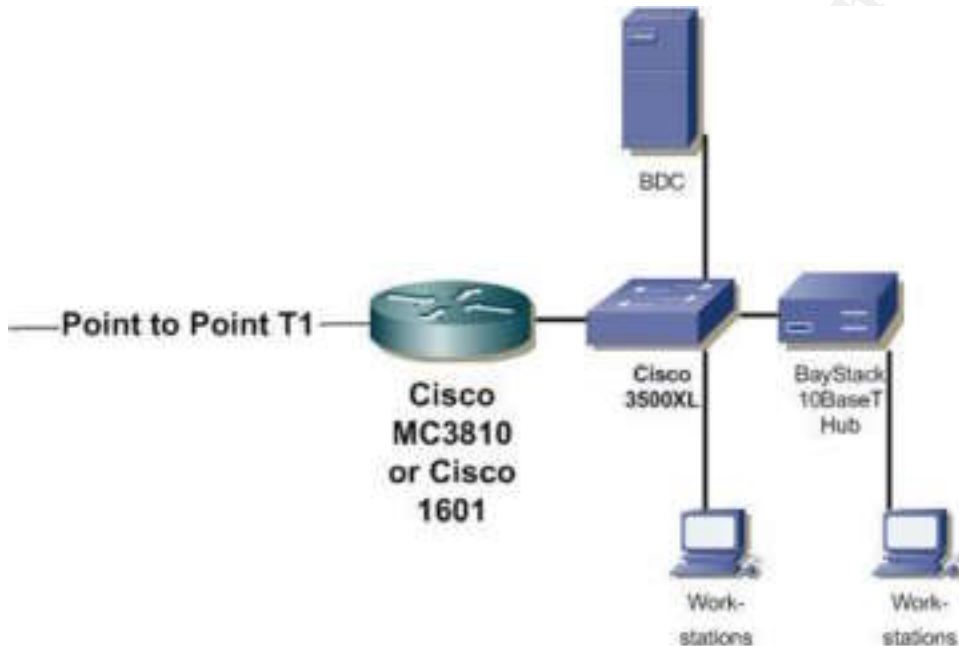 BDC
Point to Point T1
Cisco
MC3810
or Cisco
1601
Cisco
3500XL
BayStack
10BaseT
Hub
Work-
stations
Work-
stations